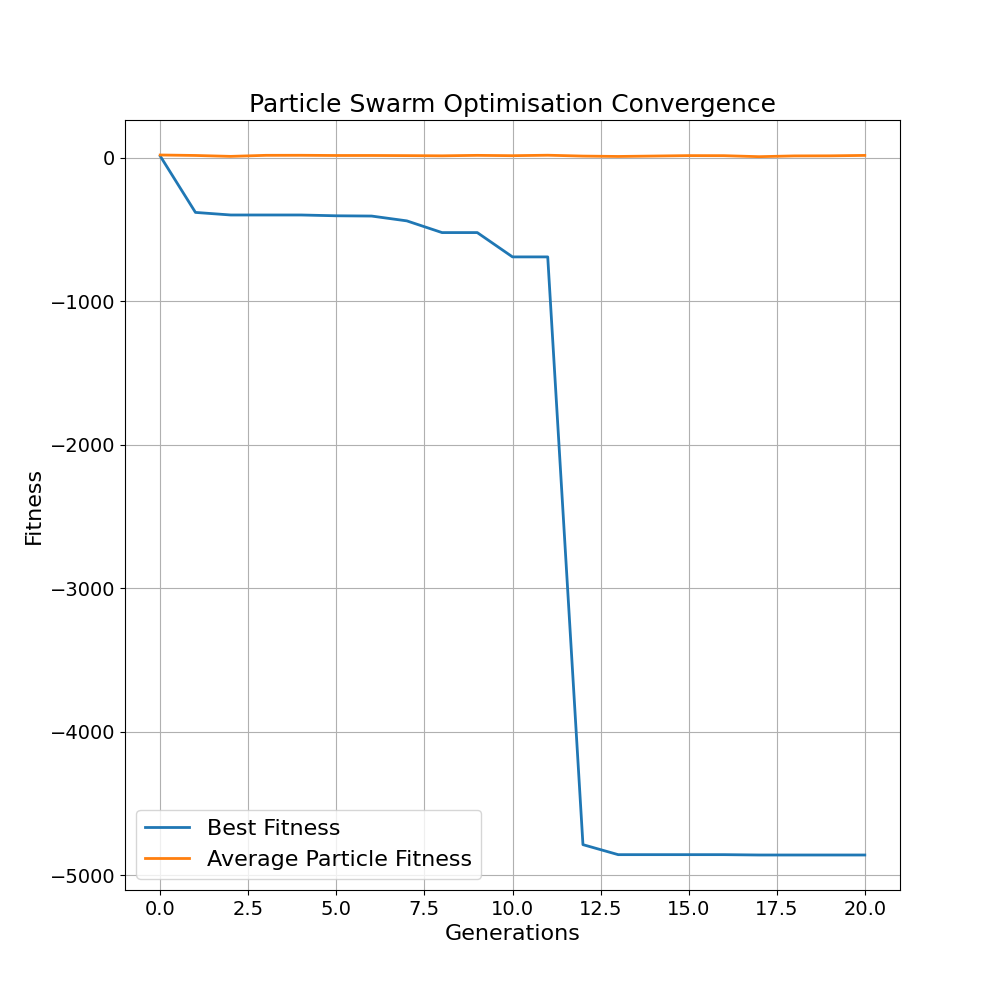 Particle Swarm Optimisation Convergence
0
−1000
−2000
−3000
−4000
−5000
Fitness
Best Fitness
Average Particle Fitness
0.0 2.5 5.0 7.5 10.0 12.5 15.0 17.5 20.0
Generations